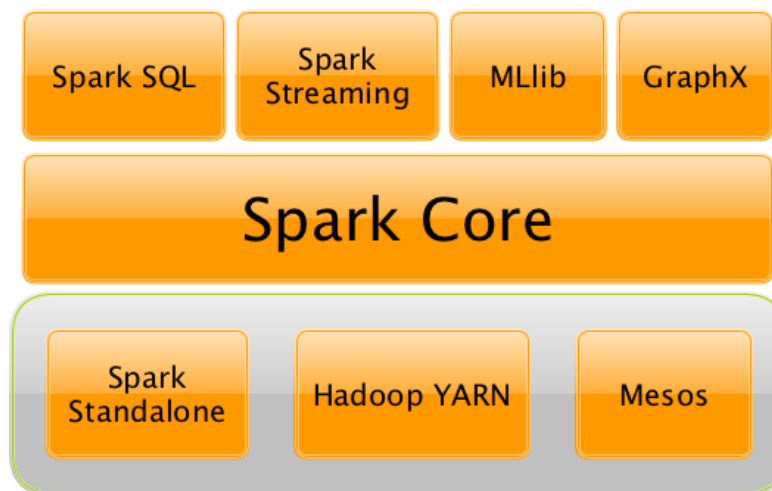 Spark SQL
Spark
Streaming
MLlib
GraphX
Spark Core
Spark
Standalone
Hadoop YARN
Mesos